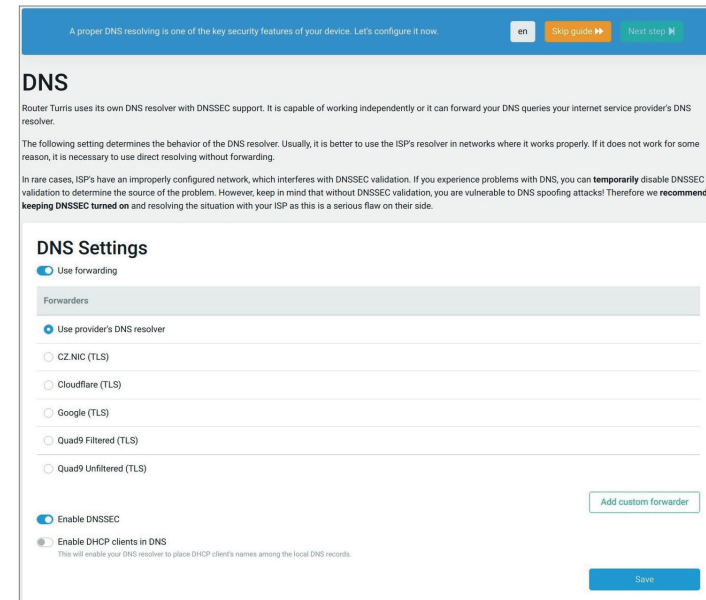 A proper DNS resolving is one of the key security features of your device. Let's configure it now.
en
Skip guide
Next step
DNS
Router Turris uses its own DNS resolver with DNSSEC support. It is capable of working independently or it can forward your DNS queries your internet service provider's DNS
resolver.
The following setting determines the behavior of the DNS resolver. Usually, it is better to use the ISP's resolver in networks where it works properly. If it does not work for some
reason, it is necessary to use direct resolving without forwarding.
In rare cases, ISP's have an improperly configured network, which interferes with DNSSEC validation. If you experience problems with DNS, you can temporarily disable DNSSEC
validation to determine the source of the problem. However, keep in mind that without DNSSEC validation, you are vulnerable to DNS spoofing attacks! Therefore we recommend
keeping DNSSEC turned on and resolving the situation with your ISP as this is a serious flaw on their side.
DNS Settings
Use forwarding
Forwarders
Use provider's DNS resolver
CZ.NIC (TLS)
Cloudflare (TLS)
Google (TLS)
Quad9 Filtered (TLS)
Quad9 Unfiltered (TLS)
Add custom forwarder
Enable DNSSEC
Enable DHCP clients in DNS
This will enable your DNS resolver to place DHCP client's names among the local DNS records.
Save